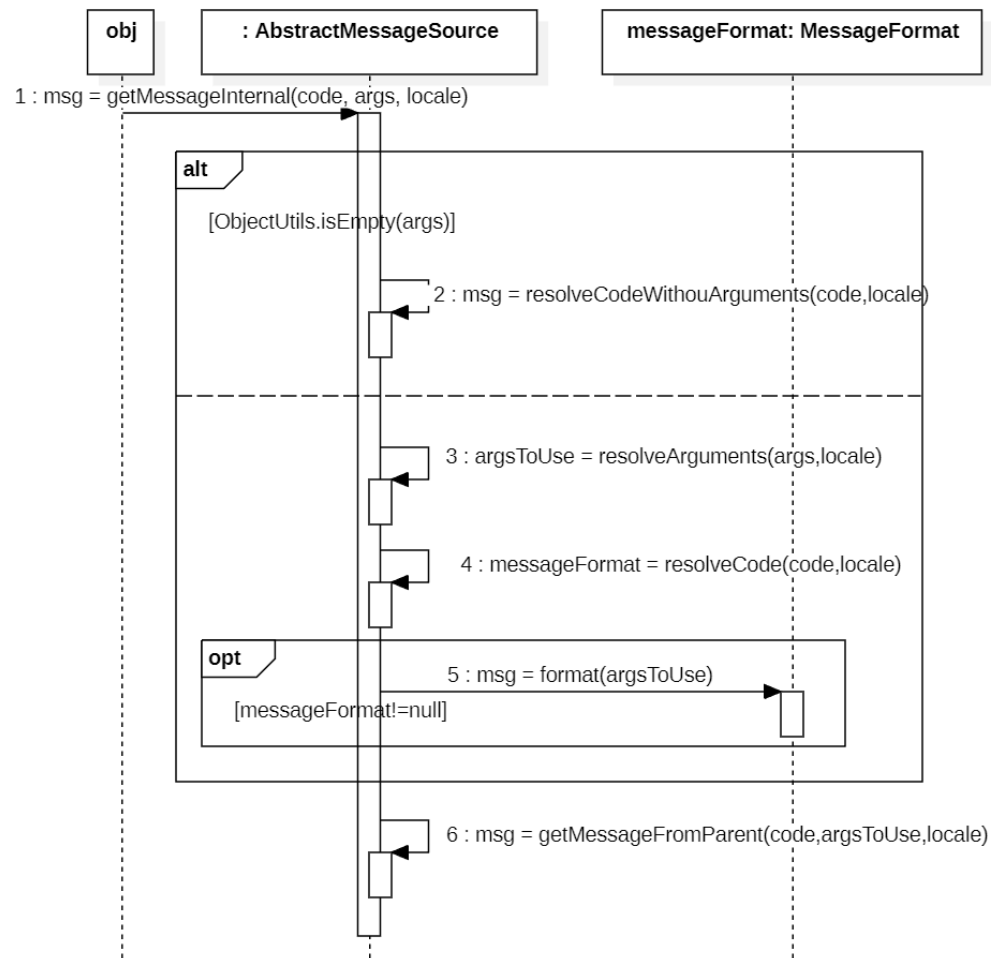 obj
: AbstractMessageSource
messageFormat: MessageFormat
1 : msg = getMessageInternal(code, args, locale)
alt
[ObjectUtils.isEmpty(args)]
2 : msg = resolveCodeWithouArguments(code,locale)
3 : argsToUse = resolveArguments(args,locale)
4 : messageFormat = resolveCode(code,locale)
opt
5 : msg = format(argsToUse)
[messageFormat!=null]
6 : msg = getMessageFromParent(code,argsToUse,locale)